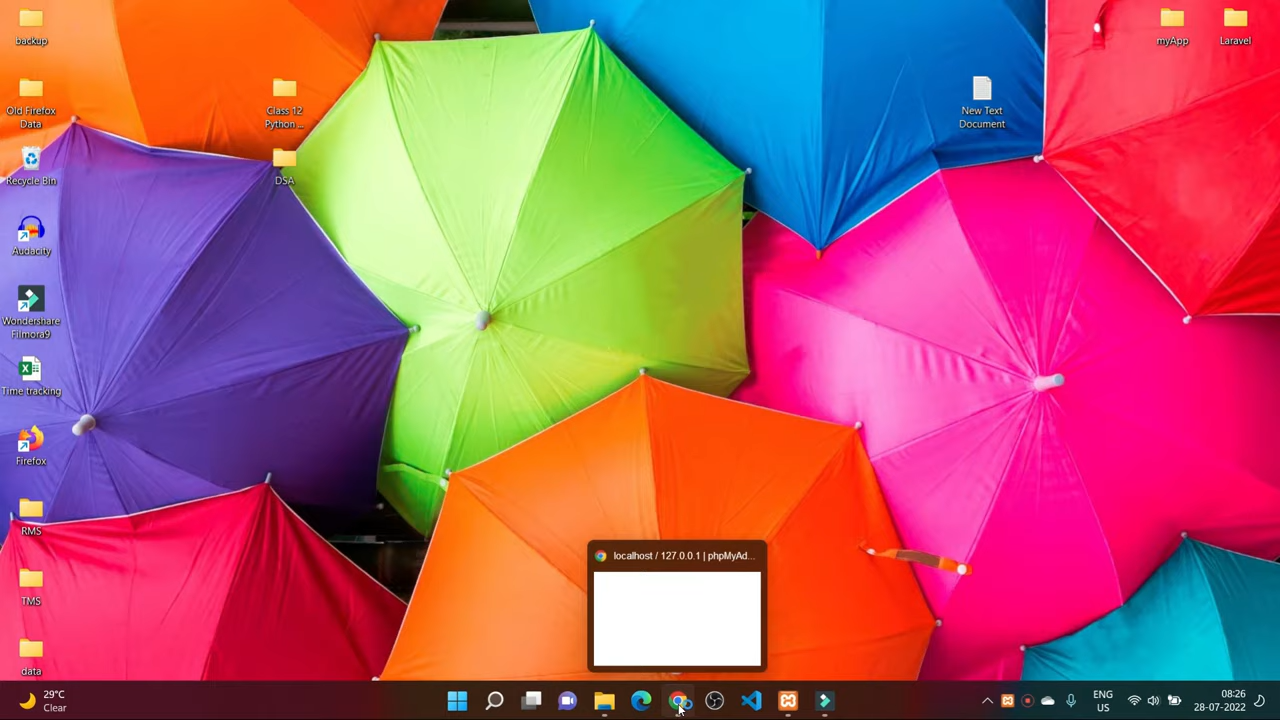 backup
Old Firefox
Data
Recycle Bin
Audacity
Wondershare
Filmora9
Time tracking
Firefox
RMS
TMS
data
Class 12
Python ...
DSA
New Text
Document
myApp
Laravel
localhost / 127.0.0.1 | phpMyAd...
29°C
Clear
ENG
US
08:26
28-07-2022